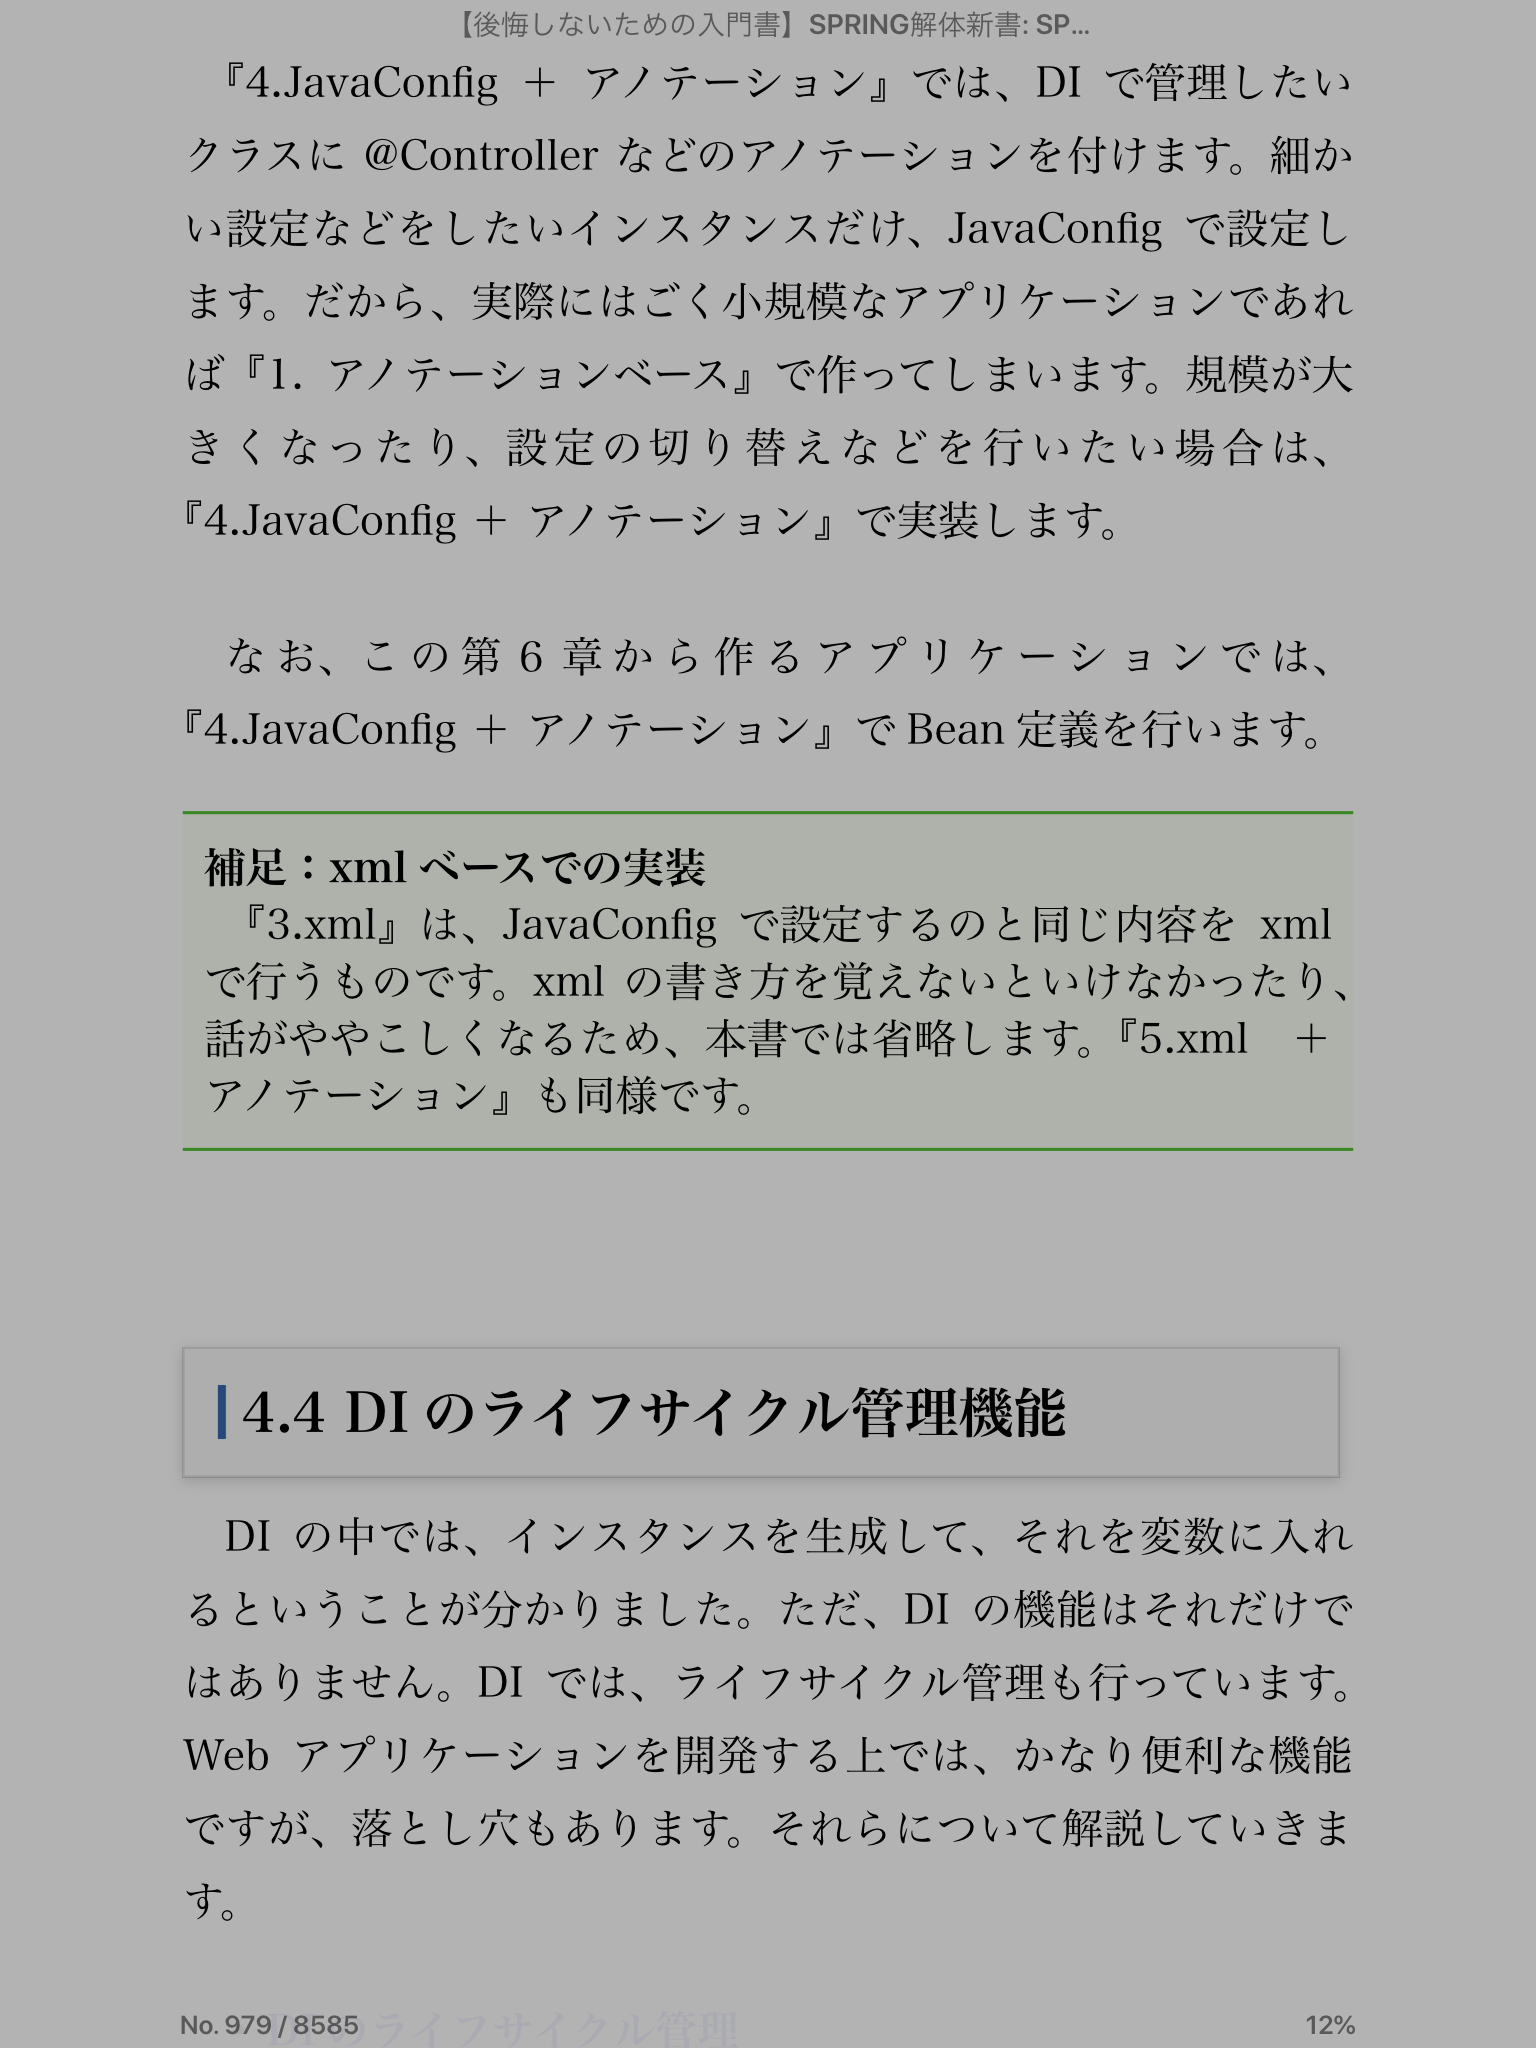 【後悔しないための入門書】SPRING解体新書: SP...
『4.JavaConfig ＋ アノテーション』では、DI で管理したい
クラスに @Controller などのアノテーションを付けます。細か
い設定などをしたいインスタンスだけ、JavaConfig で設定し
ます。だから、実際にはごく小規模なアプリケーションであれ
ば『1. アノテーションベース』で作ってしまいます。規模が大
きくなったり、設定の切り替えなどを行いたい場合は、
『4.JavaConfig ＋ アノテーション』で実装します。
なお、この第 6 章から作るアプリケーションでは、
『4.JavaConfig ＋ アノテーション』で Bean 定義を行います。
補足：xml ベースでの実装
『3.xml』は、JavaConfig で設定するのと同じ内容を xml
で行うものです。xml の書き方を覚えないといけなかったり、
話がややこしくなるため、本書では省略します。『5.xml ＋
アノテーション』も同様です。
4.4 DI のライフサイクル管理機能
DI の中では、インスタンスを生成して、それを変数に入れ
るということが分かりました。ただ、DI の機能はそれだけで
はありません。DI では、ライフサイクル管理も行っています。
Web アプリケーションを開発する上では、かなり便利な機能
ですが、落とし穴もあります。それらについて解説していきま
す。
DI のライフサイクル管理
No. 979 / 8585
12%